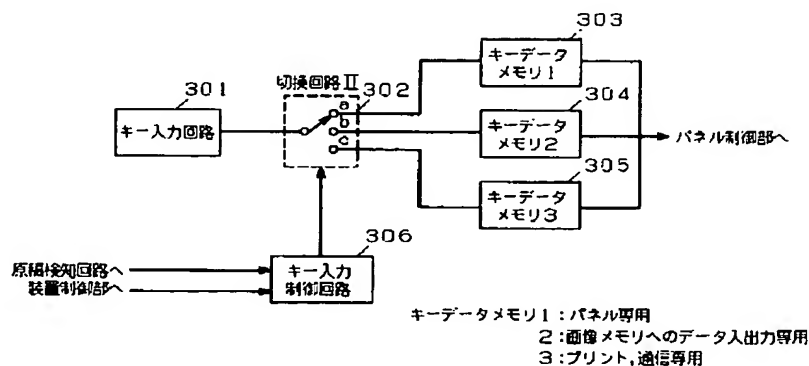 303
キーデータ
メモリ1
301
切換回路Ⅱ
302
304
a
b
c
キー入力回路
キーデータ
メモリ2
パネル制御部へ
305
キーデータ
メモリ3
306
原稿検知回路へ
装置制御部へ
キー入力
制御回路
キーデータメモリ1:パネル専用
2:画像メモリへのデータ入出力専用
3:プリント,通信専用